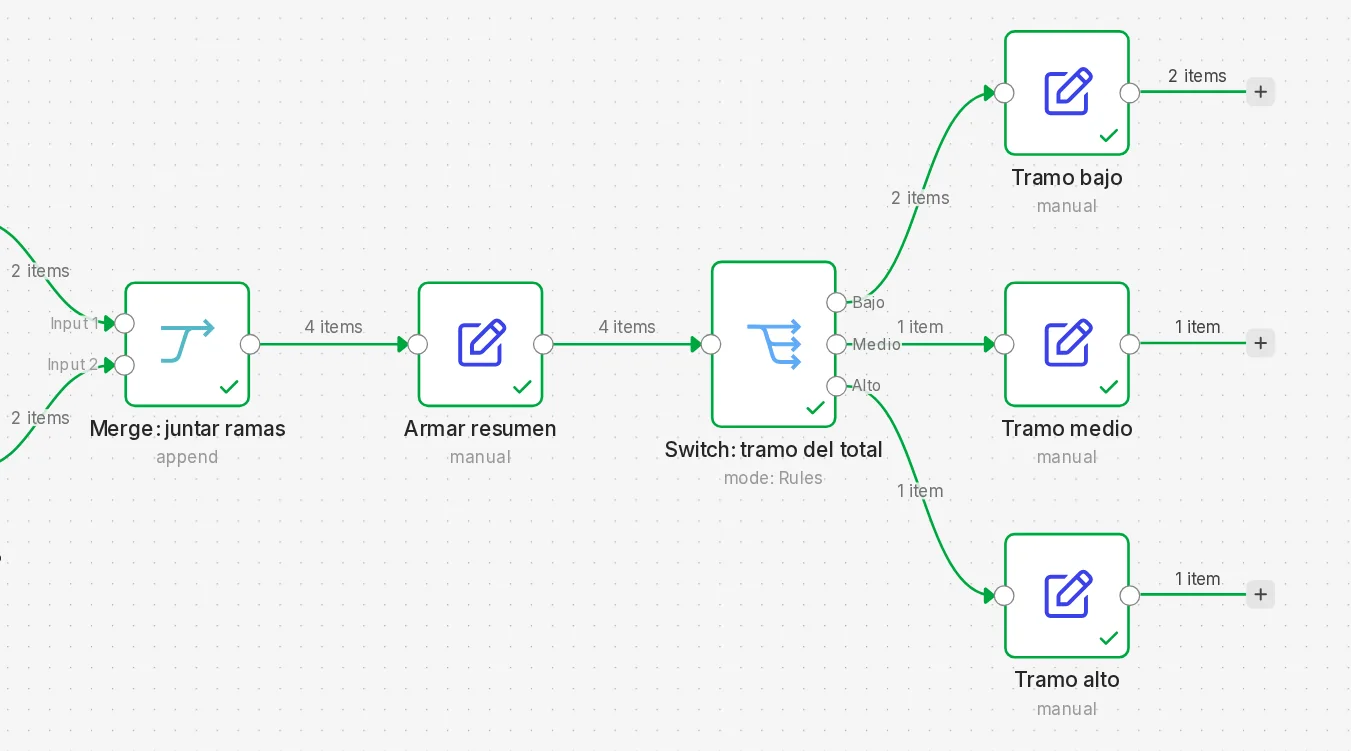 2 items
Input 1
Input 2
2 items
Merge: juntar ramas
append
4 items
Armar resumen
manual
4 items
Bajo
Medio
Alto
Switch: tramo del total
mode: Rules
2 items
1 item
1 item
Tramo bajo
manual
2 items
Tramo medio
manual
1 item
Tramo alto
manual
1 item